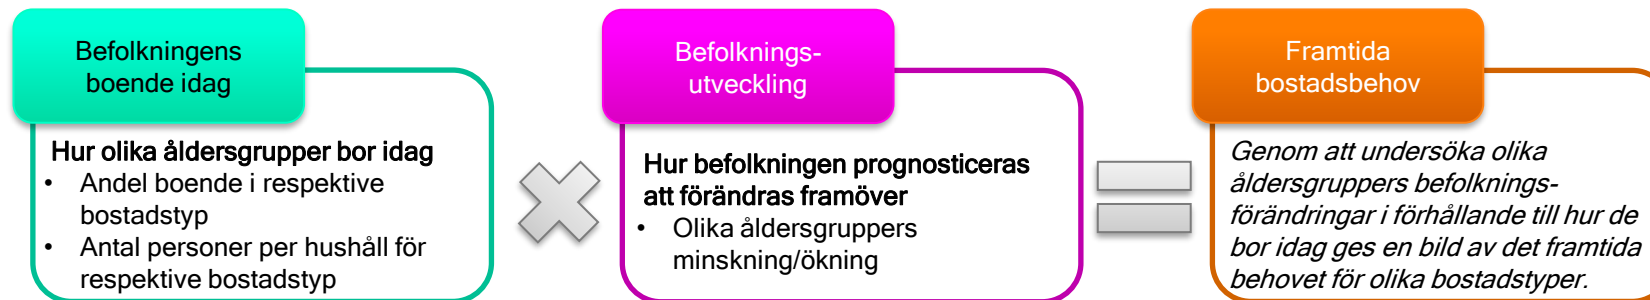 Befolkningens
boende idag
Hur olika åldersgrupper bor idag
• Andel boende i respektive
bostadstyp
• Antal personer per hushåll för
respektive bostadstyp
Befolknings-
utveckling
Hur befolkningen prognosticeras
att förändras framöver
• Olika åldersgruppers
minskning/ökning
Framtida
bostadsbehov
Genom att undersöka olika
åldersgruppers befolknings-
förändringar i förhållande till hur de
bor idag ges en bild av det framtida
behovet för olika bostadstyper.